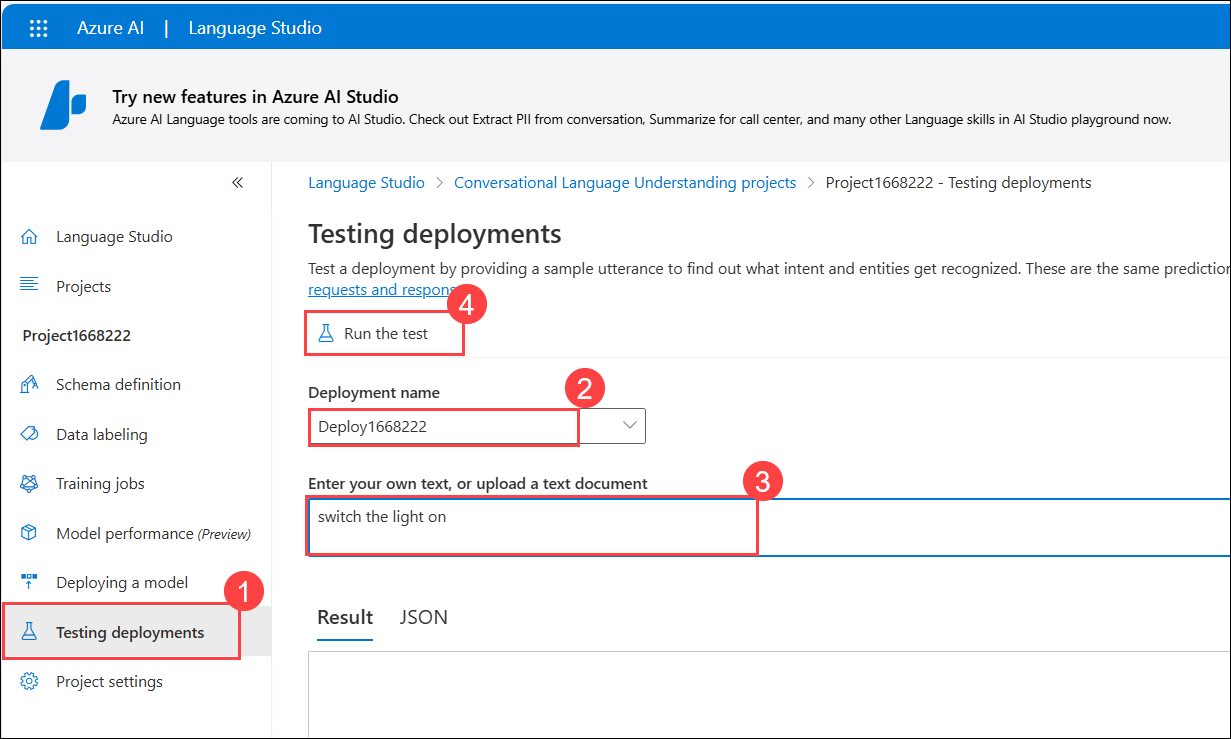 Azure AI | Language Studio
Try new features in Azure AI Studio
Azure AI Language tools are coming to AI Studio. Check out Extract PII from conversation, Summarize for call center, and many other Language skills in AI Studio playground now.
Language Studio
Projects
Project1668222
Schema definition
Data labeling
Training jobs
Model performance (Preview)
Deploying a model
1
Testing deployments
Project settings
Language Studio > Conversational Language Understanding projects > Project1668222 - Testing deployments
Testing deployments
Test a deployment by providing a sample utterance to find out what intent and entities get recognized. These are the same prediction
requests and respons
4
Run the test
Deployment name
2
Deploy1668222
Enter your own text, or upload a text document
3
switch the light on
Result JSON